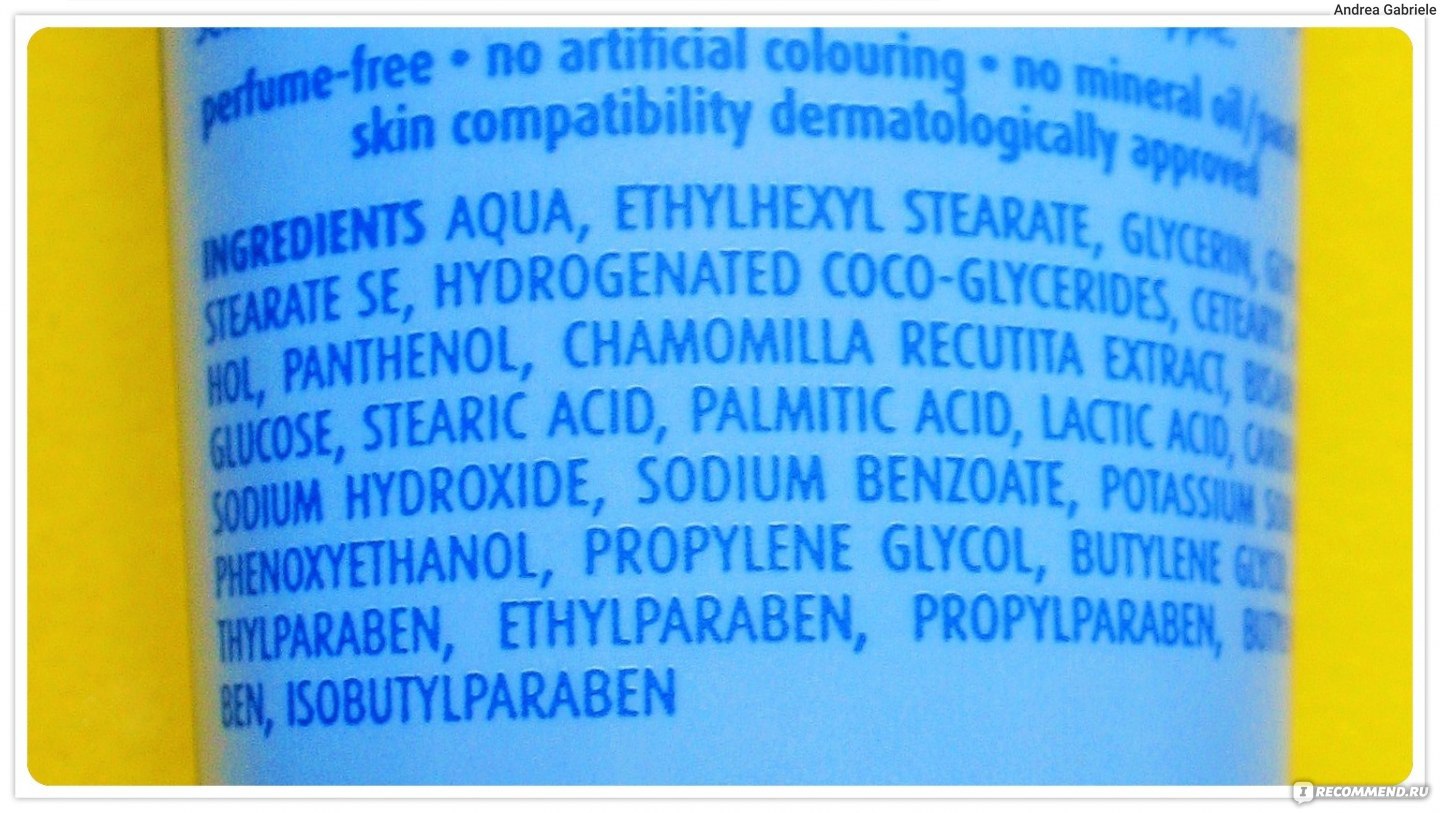 Andrea Gabriele
perfume-free • no artificial colouring • no mineral oil/
skin compatibility dermatologically approved
INGREDIENTS AQUA, ETHYLHEXYL STEARATE, GLYCERIN,
STEARATE SE, HYDROGENATED COCO-GLYCERIDES,
HOL, PANTHENOL, CHAMOMILLA RECUTITA EXTRACT,
GLUCOSE, STEARIC ACID, PALMITIC ACID, LACTIC ACID,
SODIUM HYDROXIDE, SODIUM BENZOATE, POTASSIUM
PHENOXYETHANOL, PROPYLENE GLYCOL, BUTYLENE
THYLPARABEN, ETHYLPARABEN, PROPYLPARABEN,
BEN, ISOBUTYLPARABEN
I RECOMMEND.RU